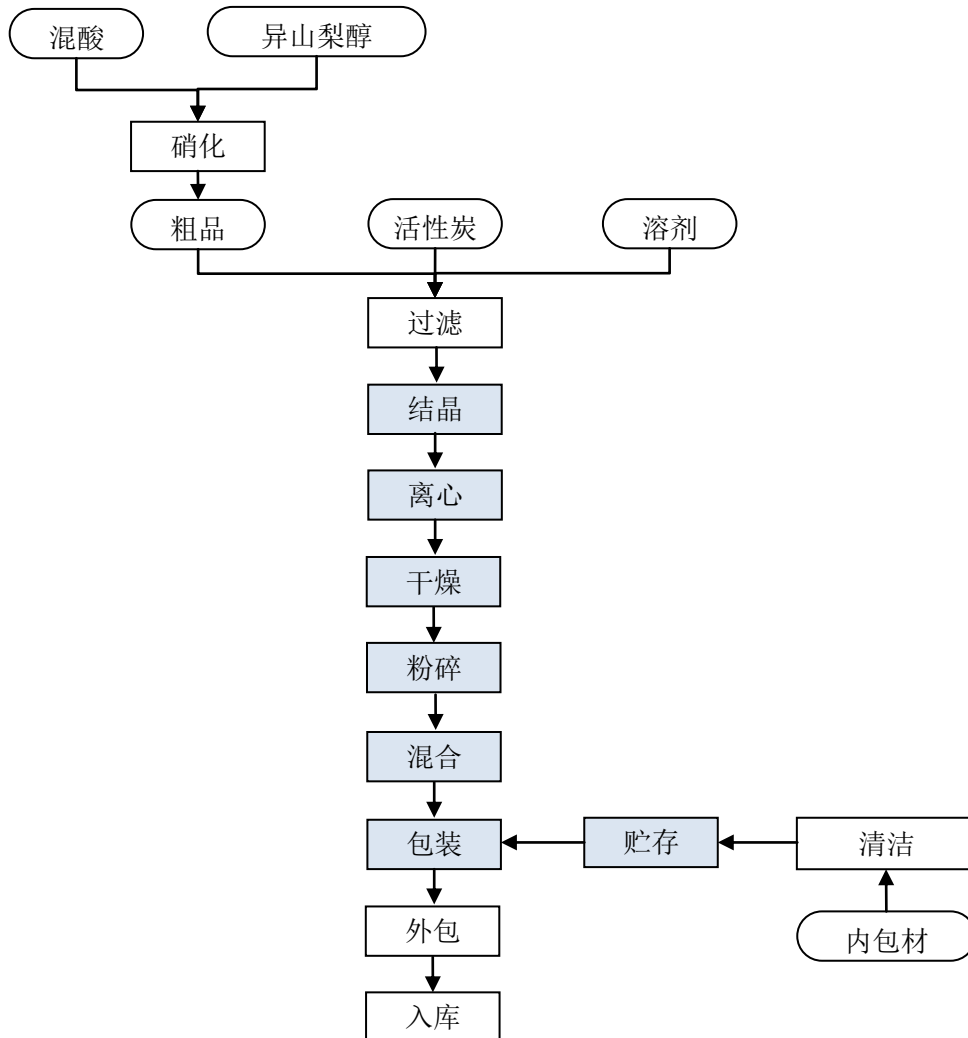 混酸
异山梨醇
硝化
粗品
活性炭
溶剂
过滤
结晶
离心
干燥
粉碎
混合
包装
贮存
清洁
外包
内包材
入库